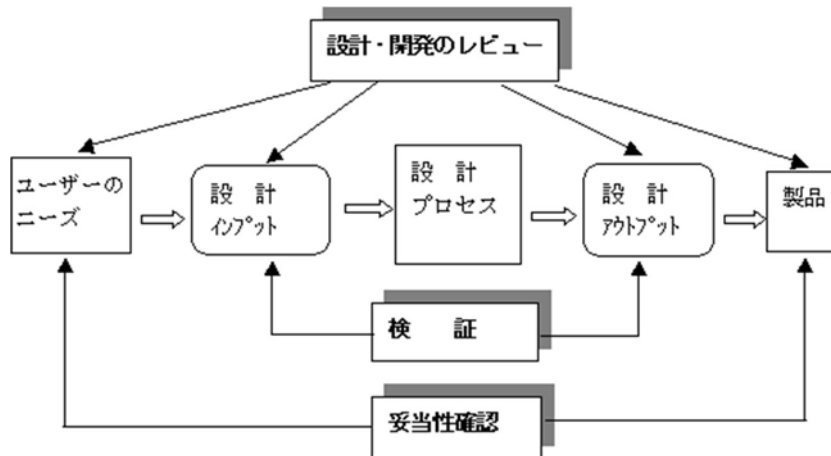 設計・開発のレビュー
ユーザーの
ニーズ
設 計
ｲﾝﾌﾟｯﾄ
設 計
プロセス
設 計
ｱｳﾄﾌﾟｯﾄ
製品
検 証
妥当性確認